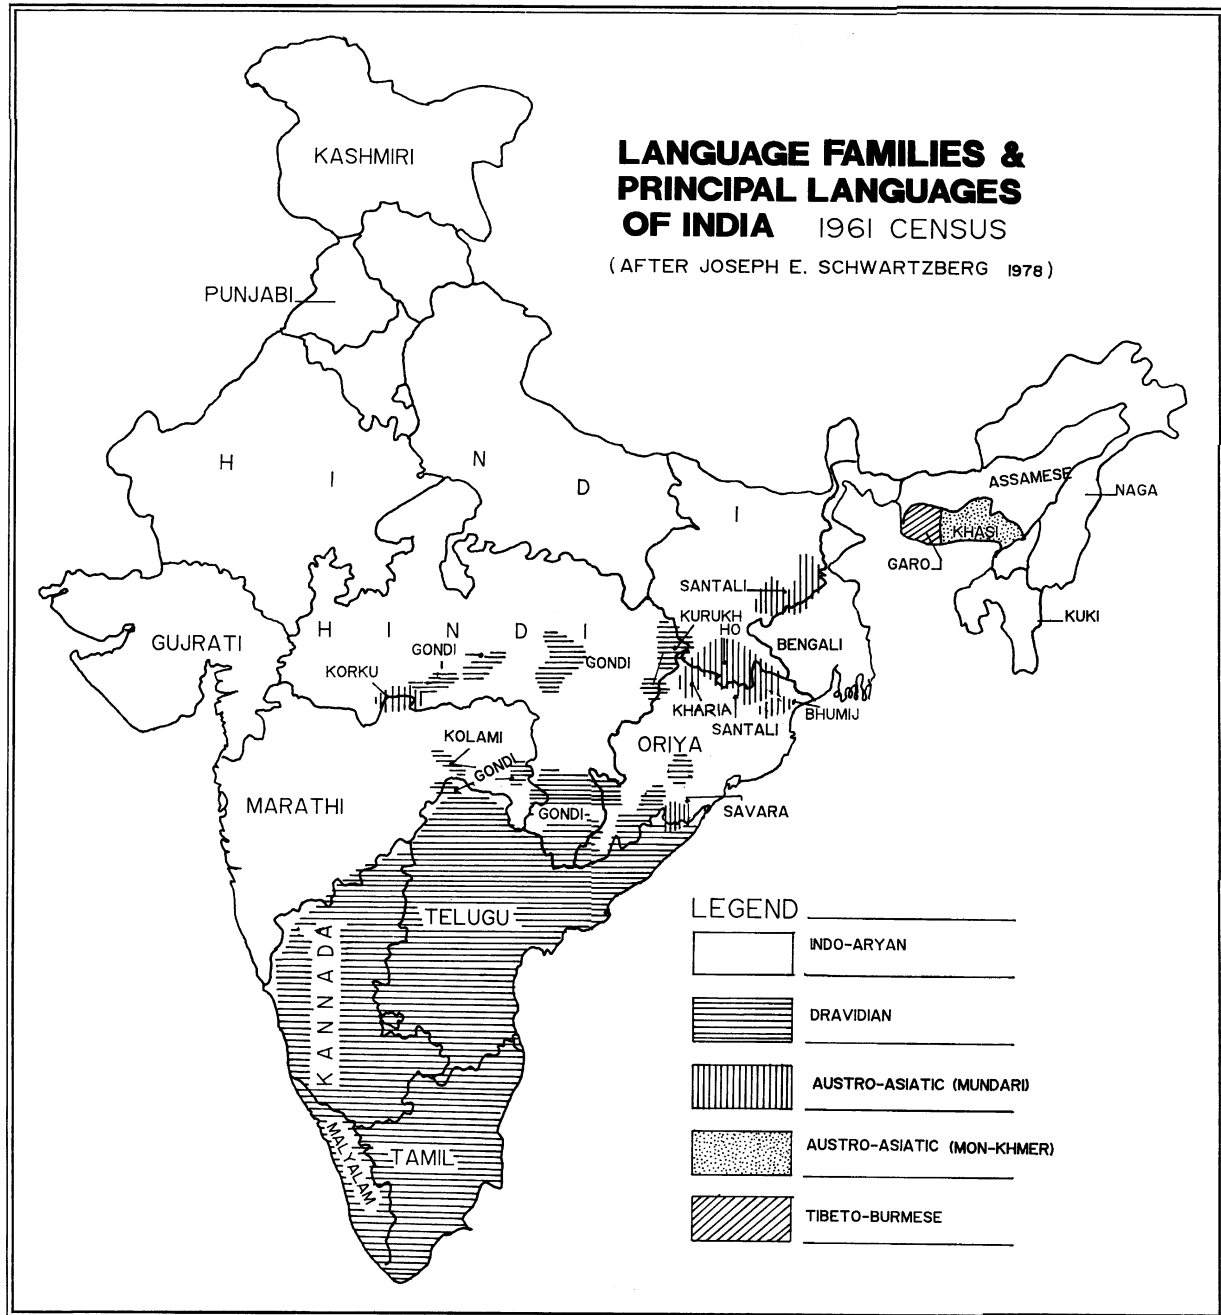 LANGUAGE FAMILIES &
PRINCIPAL LANGUAGES
OF INDIA 1961 CENSUS
(AFTER JOSEPH E. SCHWARTZBERG 1978)
KASHMIRI
PUNJABI
H I N D I
ASSAMESE
NAGA
KHASI
GARO
KUKI
SANTALI
KURUKH
HO
BENGALI
GUJRATI
H I N D I
GONDI
GONDI
KORKU
KHARIA
SANTALI
BHUMIJ
KOLAMI
GONDI
ORIYA
MARATHI
GONDI
SAVARA
TELUGU
KANNADA
MALYALAM
TAMIL
LEGEND
INDO-ARYAN
DRAVIDIAN
AUSTRO-ASIATIC (MUNDARI)
AUSTRO-ASIATIC (MON-KHMER)
TIBETO-BURMESE